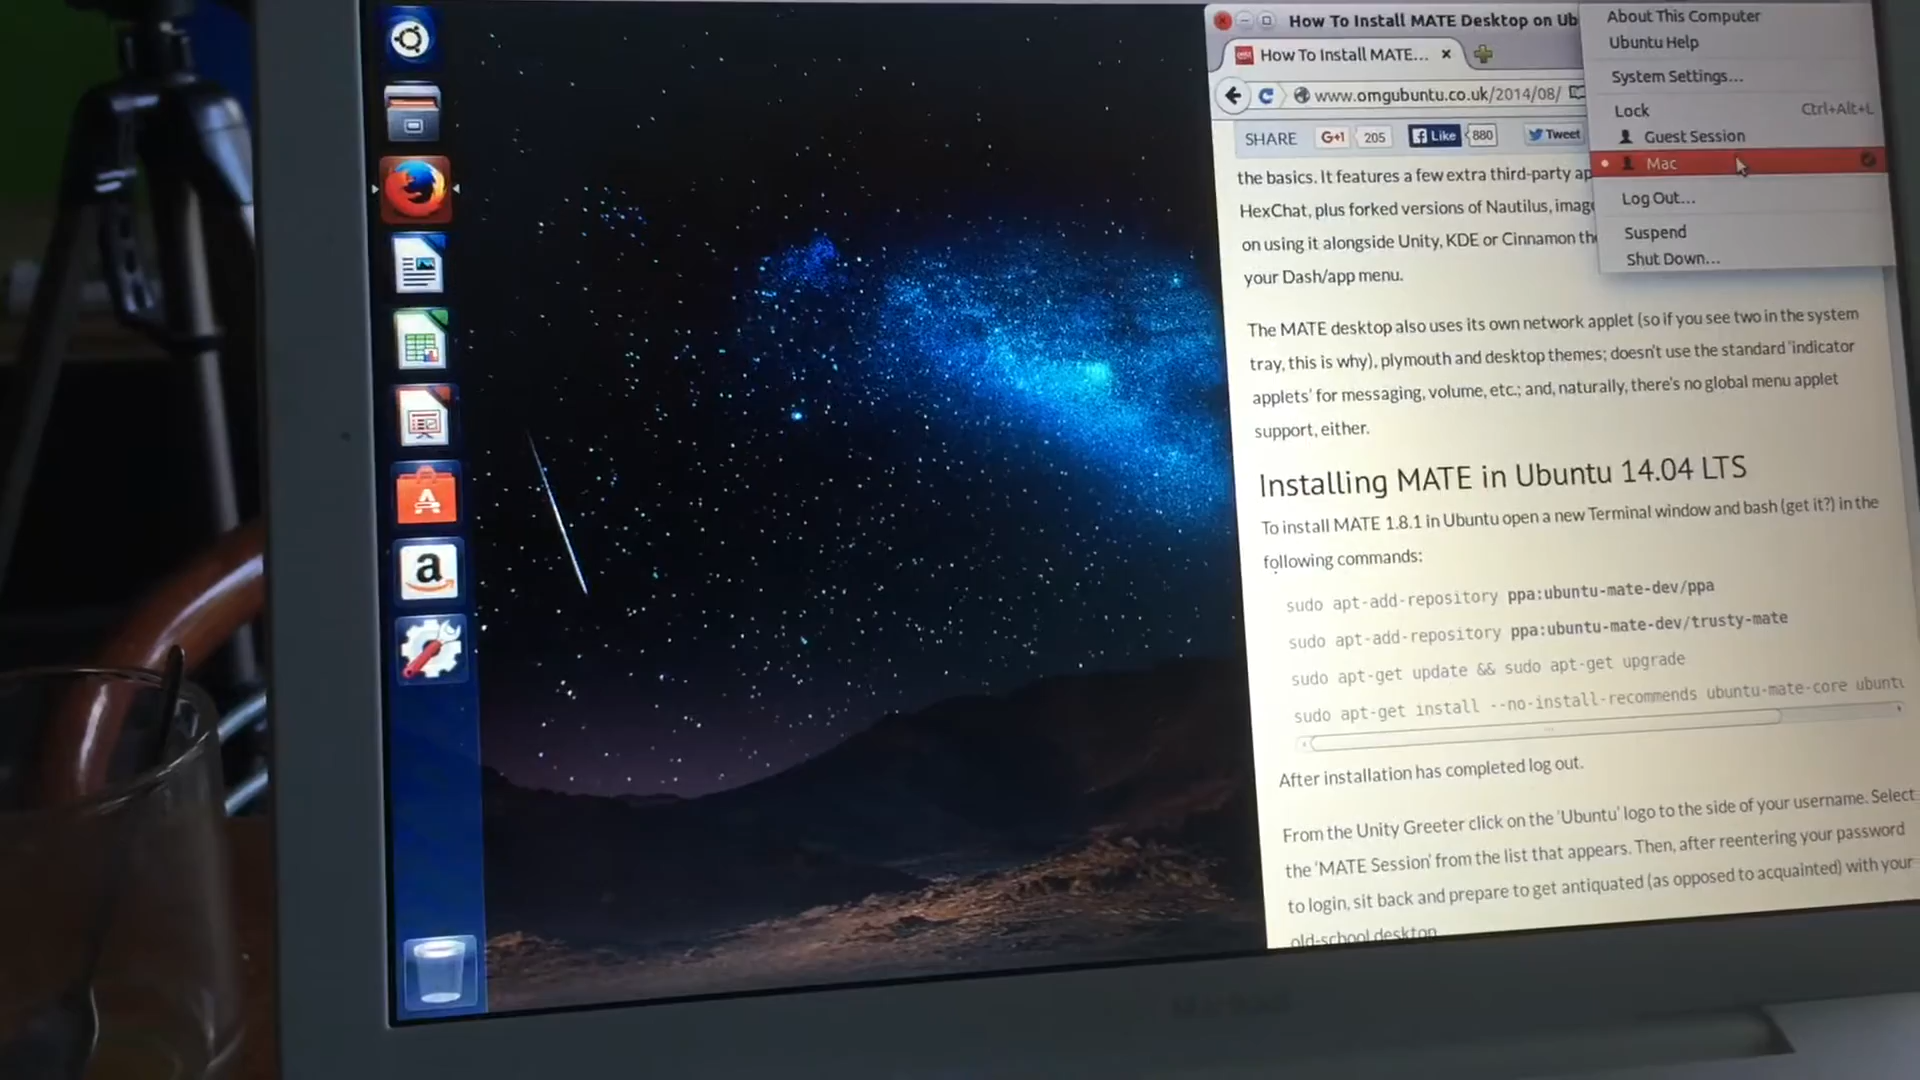 How To Install MATE Desktop on Ub
How To Install MATE...
www.omgubuntu.co.uk/2014/08/
SHARE G+1 205 Like 880 Tweet
About This Computer
Ubuntu Help
System Settings...
Lock Ctrl+Alt+L
Guest Session
Mac
Log Out...
Suspend
Shut Down...
the basics. It features a few extra third-party ap
HexChat, plus forked versions of Nautilus, imag
on using it alongside Unity, KDE or Cinnamon th
your Dash/app menu.
The MATE desktop also uses its own network applet (so if you see two in the system
tray, this is why), plymouth and desktop themes; doesn't use the standard 'indicator
applets' for messaging, volume, etc.; and, naturally, there's no global menu applet
support, either.
Installing MATE in Ubuntu 14.04 LTS
To install MATE 1.8.1 in Ubuntu open a new Terminal window and bash (get it?) in the
following commands:
sudo apt-add-repository ppa:ubuntu-mate-dev/ppa
sudo apt-add-repository ppa:ubuntu-mate-dev/trusty-mate
sudo apt-get update && sudo apt-get upgrade
sudo apt-get install --no-install-recommends ubuntu-mate-core ubunt
After installation has completed log out.
From the Unity Greeter click on the 'Ubuntu' logo to the side of your username. Select
the 'MATE Session' from the list that appears. Then, after reentering your password
to login, sit back and prepare to get antiquated (as opposed to acquainted) with your
old-school desktop
a